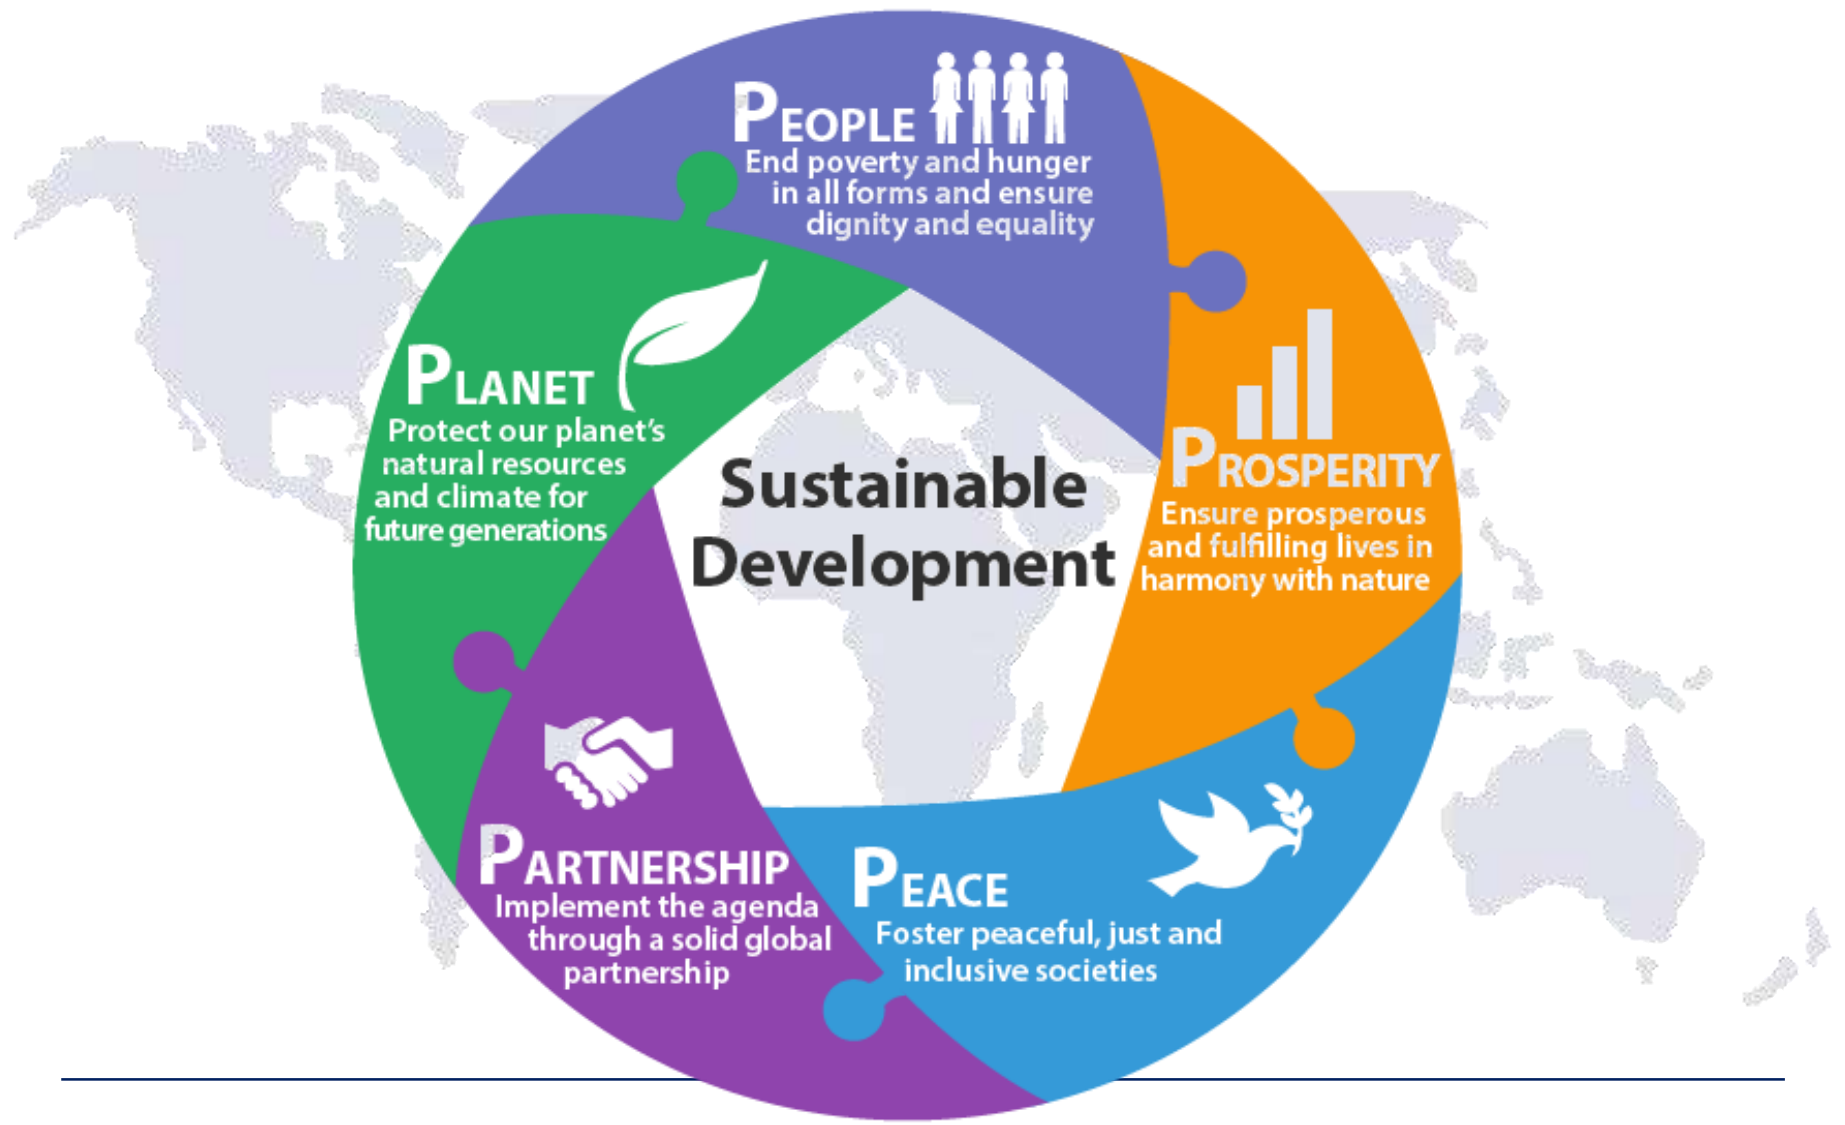 PEOPLE
End poverty and hunger
in all forms and ensure
dignity and equality
PLANET
Protect our planet's
natural resources
and climate for
future generations
Sustainable
Development
PROSPERITY
Ensure prosperous
and fulfilling lives in
harmony with nature
PARTNERSHIP
Implement the agenda
through a solid global
partnership
PEACE
Foster peaceful, just and
inclusive societies